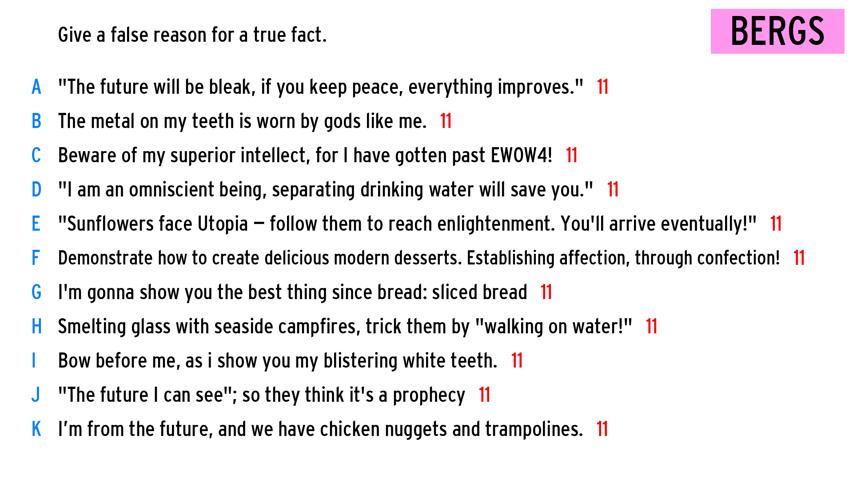 Give a false reason for a true fact.
BERGS
A "The future will be bleak, if you keep peace, everything improves." 11
B The metal on my teeth is worn by gods like me. 11
C Beware of my superior intellect, for I have gotten past EWOW4! 11
D "I am an omniscient being, separating drinking water will save you." 11
E "Sunflowers face Utopia – follow them to reach enlightenment. You'll arrive eventually!" 11
F Demonstrate how to create delicious modern desserts. Establishing affection, through confection! 11
G I'm gonna show you the best thing since bread: sliced bread 11
H Smelting glass with seaside campfires, trick them by "walking on water!" 11
I Bow before me, as i show you my blistering white teeth. 11
J "The future I can see"; so they think it's a prophecy 11
K I’m from the future, and we have chicken nuggets and trampolines. 11